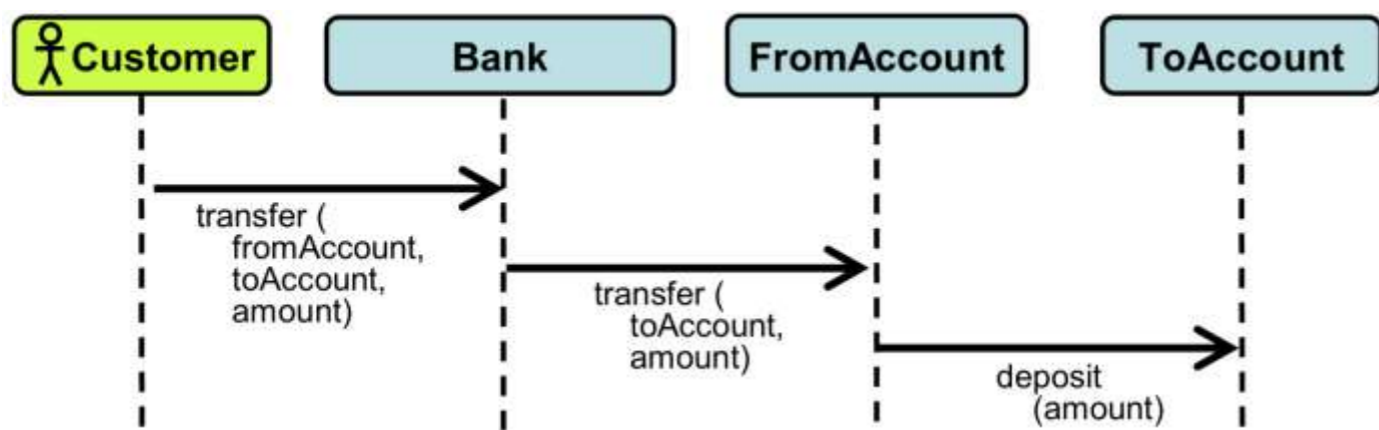 Customer
Bank
FromAccount
ToAccount
transfer (
fromAccount,
toAccount,
amount)
transfer (
toAccount,
amount)
deposit
(amount)